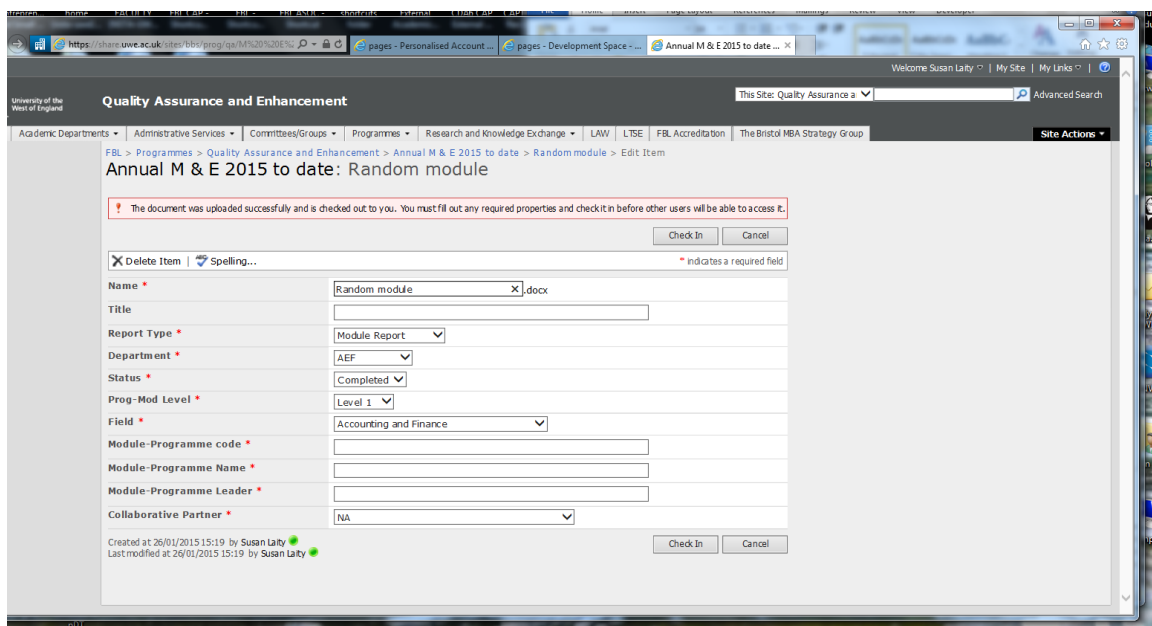 https://share.uwe.ac.uk/sites/bbs/prog/qa/M%20%20E%
pages - Personalised Account ...
pages - Development Space - ...
Annual M & E 2015 to date ...
Welcome Susan Laity | My Site | My Links
University of the
West of England
Quality Assurance and Enhancement
This Site: Quality Assurance a
Advanced Search
Academic Departments Administrative Services Committees/Groups Programmes Research and Knowledge Exchange LAW LTSE FBL Accreditation The Bristol MBA Strategy Group
Site Actions
FBL > Programmes > Quality Assurance and Enhancement > Annual M & E 2015 to date > Random module > Edit Item
Annual M & E 2015 to date: Random module
The document was uploaded successfully and is checked out to you. You must fill out any required properties and check it in before other users will be able to access it.
Check In Cancel
Delete Item | Spelling...
* indicates a required field
Name * Random module .docx
Title
Report Type * Module Report
Department * AEF
Status * Completed
Prog-Mod Level * Level 1
Field * Accounting and Finance
Module-Programme code *
Module-Programme Name *
Module-Programme Leader *
Collaborative Partner * NA
Created at 26/01/2015 15:19 by Susan Laity
Last modified at 26/01/2015 15:19 by Susan Laity
Check In Cancel